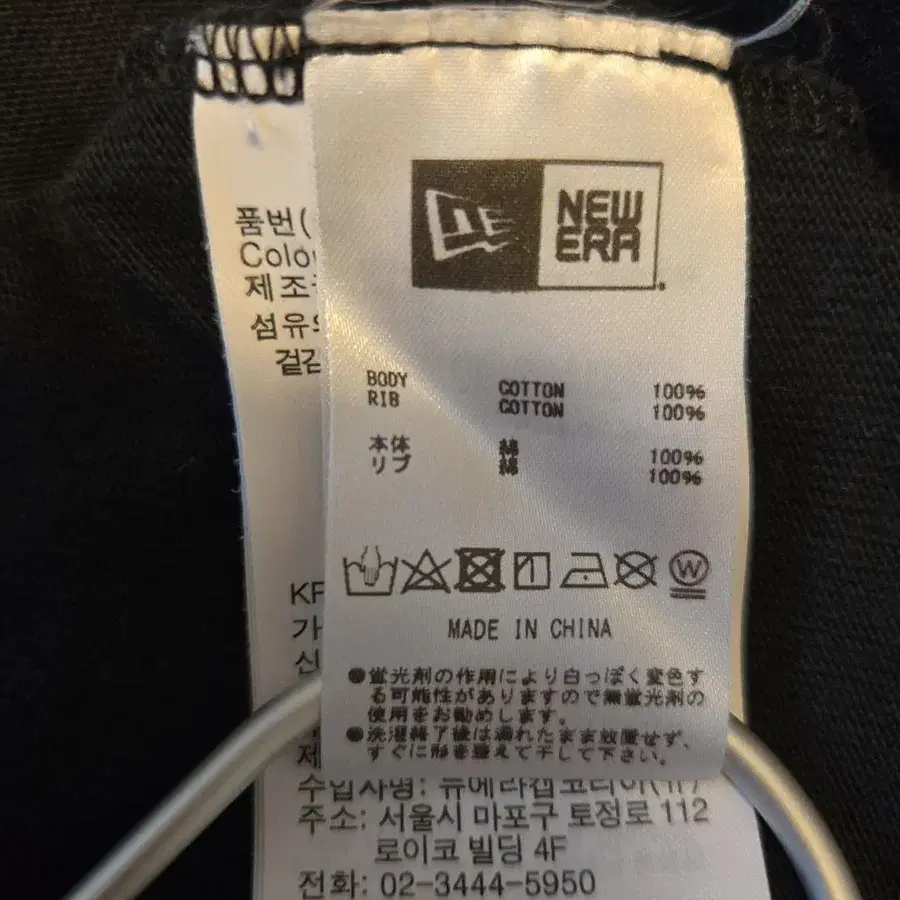 NEW
ERA
BODY COTTON 100%
RIB COTTON 100%
本体 綿 100%
リブ 綿 100%
W
MADE IN CHINA
●蛍光剤の作用により白っぽく変色す
る可能性がありますので無蛍光剤の
使用をお勧めします。
●洗濯終了後は濡れたまま放置せず、
すぐに形を整えて干して下さい。
품번(
Colo
제조
섬유의
겉감
KF
가
신
제
수입자명: 뉴에라캡코리아(유)
주소: 서울시 마포구 토정로 112
로이코 빌딩 4F
전화: 02-3444-5950